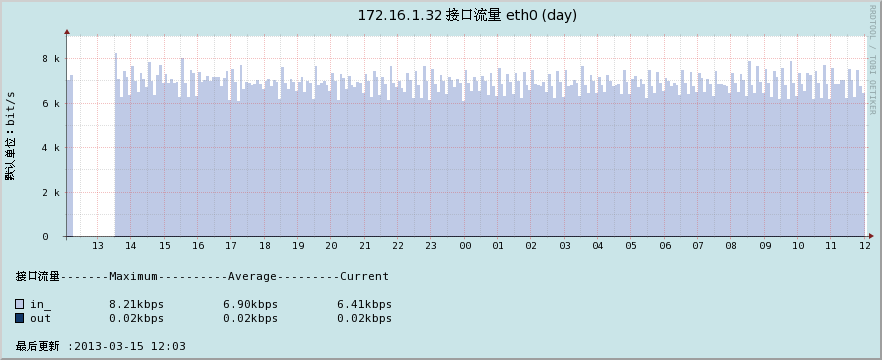 172.16.1.32 接口流量 eth0 (day)
RRDTOOL / TOBI OETIKER
默认单位：bit/s
8 k
6 k
4 k
2 k
0
13 14 15 16 17 18 19 20 21 22 23 00 01 02 03 04 05 06 07 08 09 10 11 12
接口流量-------Maximum----------Average---------Current
in_ 8.21kbps 6.90kbps 6.41kbps
out 0.02kbps 0.02kbps 0.02kbps
最后更新 :2013-03-15 12:03